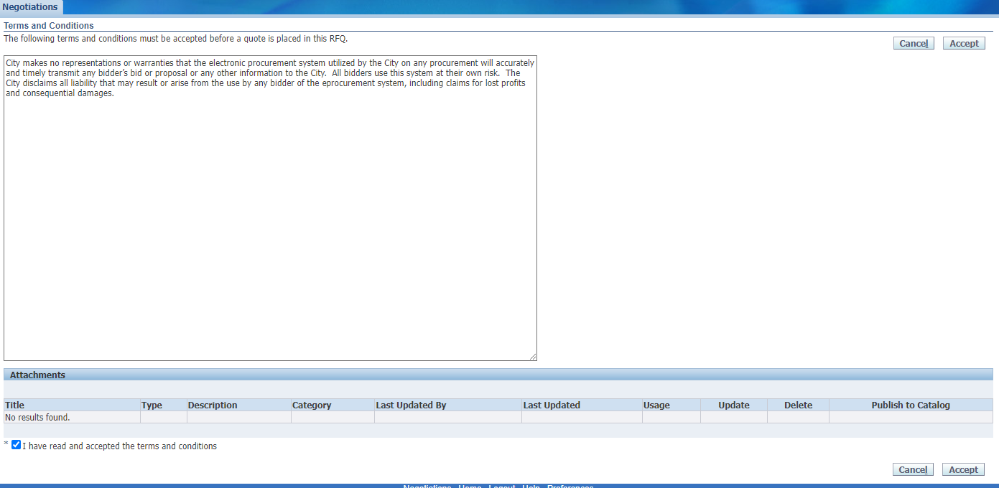 Negotiations
Terms and Conditions
The following terms and conditions must be accepted before a quote is placed in this RFQ.
Cancel Accept
City makes no representations or warranties that the electronic procurement system utilized by the City on any procurement will accurately
and timely transmit any bidder’s bid or proposal or any other information to the City.  All bidders use this system at their own risk.  The
City disclaims all liability that may result or arise from the use by any bidder of the eprocurement system, including claims for lost profits
and consequential damages.
Attachments
Title Type Description Category Last Updated By Last Updated Usage Update Delete Publish to Catalog
No results found.
* I have read and accepted the terms and conditions
Cancel Accept
Negotiations Home Logout Help Preferences